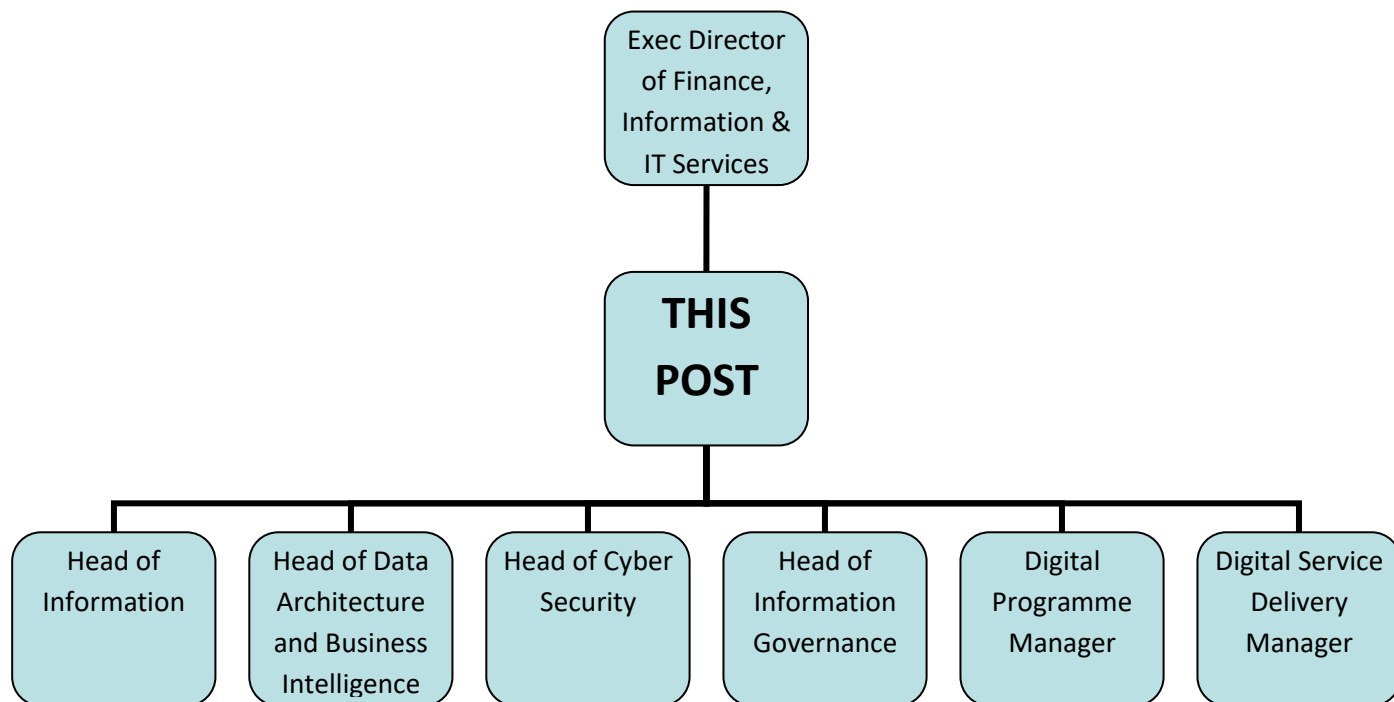 Exec Director
of Finance,
Information &
IT Services
THIS
POST
Head of
Information
Head of Data
Architecture
and Business
Intelligence
Head of Cyber
Security
Head of
Information
Governance
Digital
Programme
Manager
Digital Service
Delivery
Manager